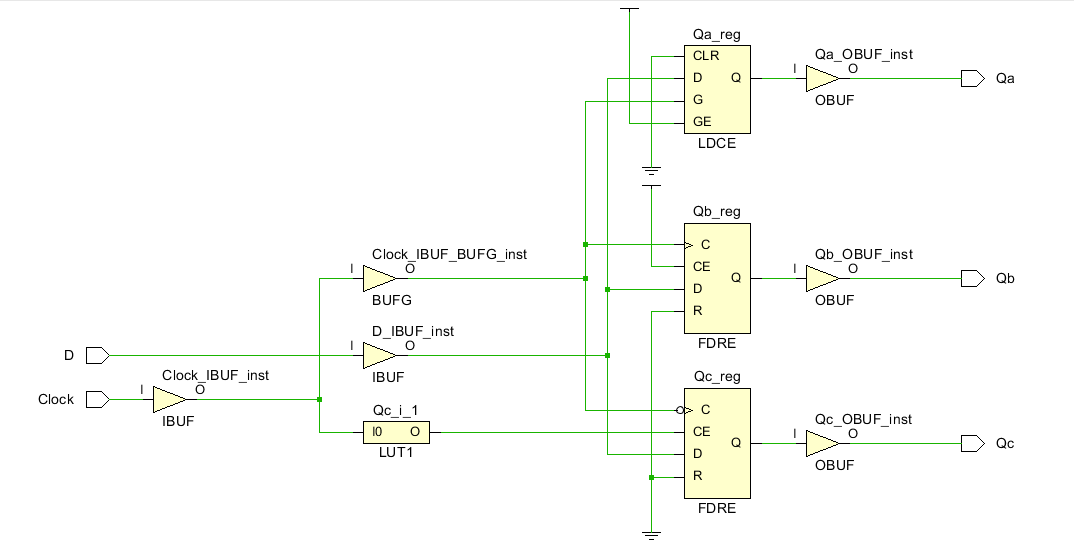 Qa_reg
CLR
D
G
GE
Q
LDCE
Qa_OBUF_inst
I
O
OBUF
Qa
Qb_reg
C
CE
D
R
Q
FDRE
Qb_OBUF_inst
I
O
OBUF
Qb
Clock_IBUF_BUFG_inst
I
O
BUFG
D_IBUF_inst
I
O
IBUF
D
Clock
Clock_IBUF_inst
I
O
IBUF
Qc_i_1
I0
O
LUT1
Qc_reg
C
CE
D
R
Q
FDRE
Qc_OBUF_inst
I
O
OBUF
Qc